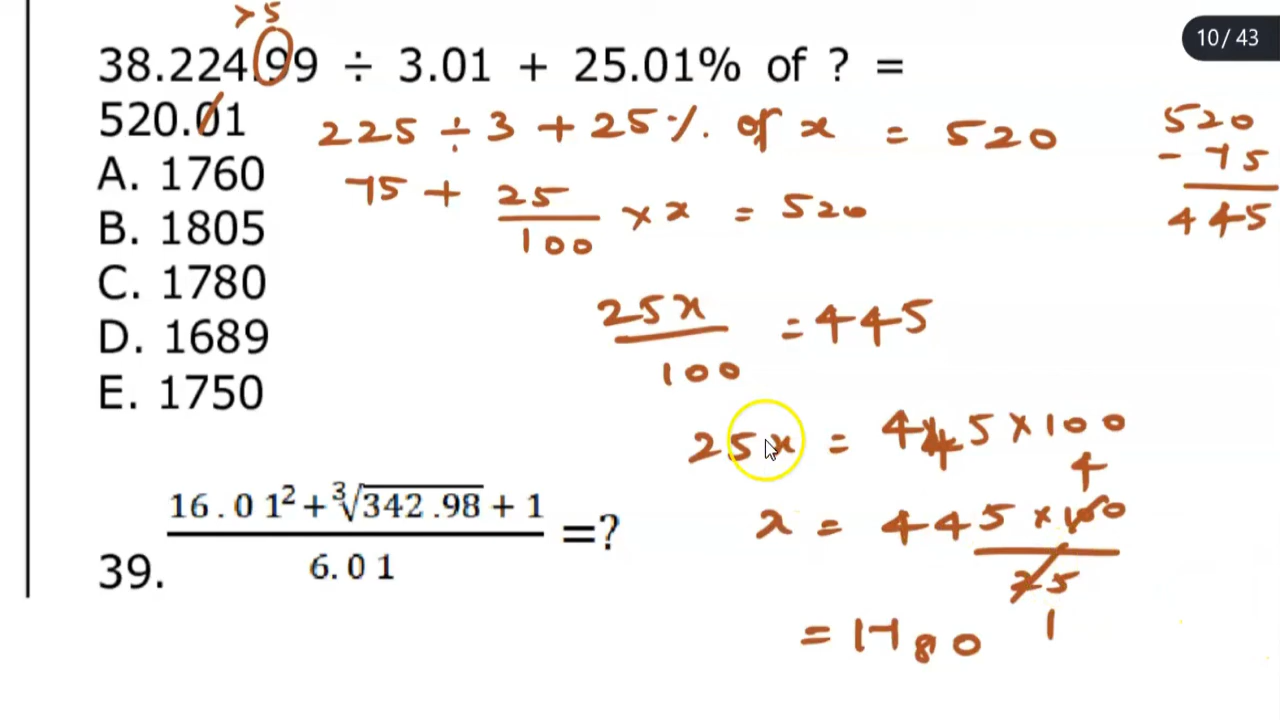 > 5
10 / 43
38.224.99 ÷ 3.01 + 25.01% of ? =
520.01
225 ÷ 3 + 25 % of x = 520
520
- 75
445
A. 1760
75 + 25/100 × x = 520
B. 1805
C. 1780
25x/100 = 445
D. 1689
E. 1750
25x = 445 × 100
39. (16.01² + ³√342.98 + 1)/6.01 =?
4
x = 445 × 100/25
1
= 1780